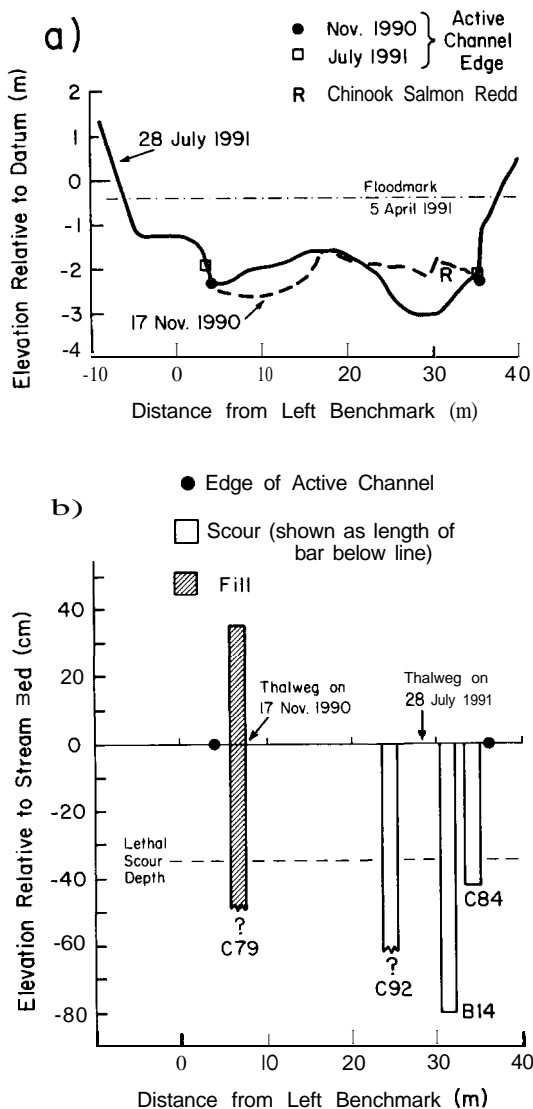 a)
● Nov. 1990
□ July 1991
Active
Channel
Edge
R Chinook Salmon Redd
Elevation Relative to Datum (m)
2
1
0
-1
-2
-3
-4
28 July 1991
Floodmark
5 April 1991
R
17 Nov. 1990
-10 0 10 20 30 40
Distance from Left Benchmark (m)
b)
● Edge of Active Channel
Scour (shown as length of
bar below line)
Fill
Elevation Relative to Stream Bed (cm)
40
20
0
-20
-40
-60
-80
Thalweg on
17 Nov. 1990
Thalweg on
28 July 1991
Lethal
Scour
Depth
?
C79
?
C92
B14
C84
0 10 20 30 40
Distance from Left Benchmark (m)